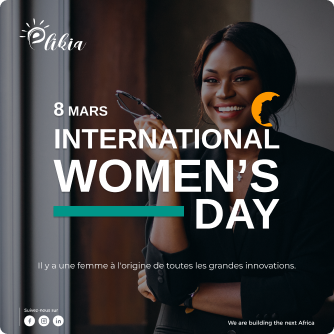 elikia
8 MARS
INTERNATIONAL
WOMEN'S
DAY
Il y a une femme à l'origine de toutes les grandes innovations.
Suivez-nous sur
We are building the next Africa